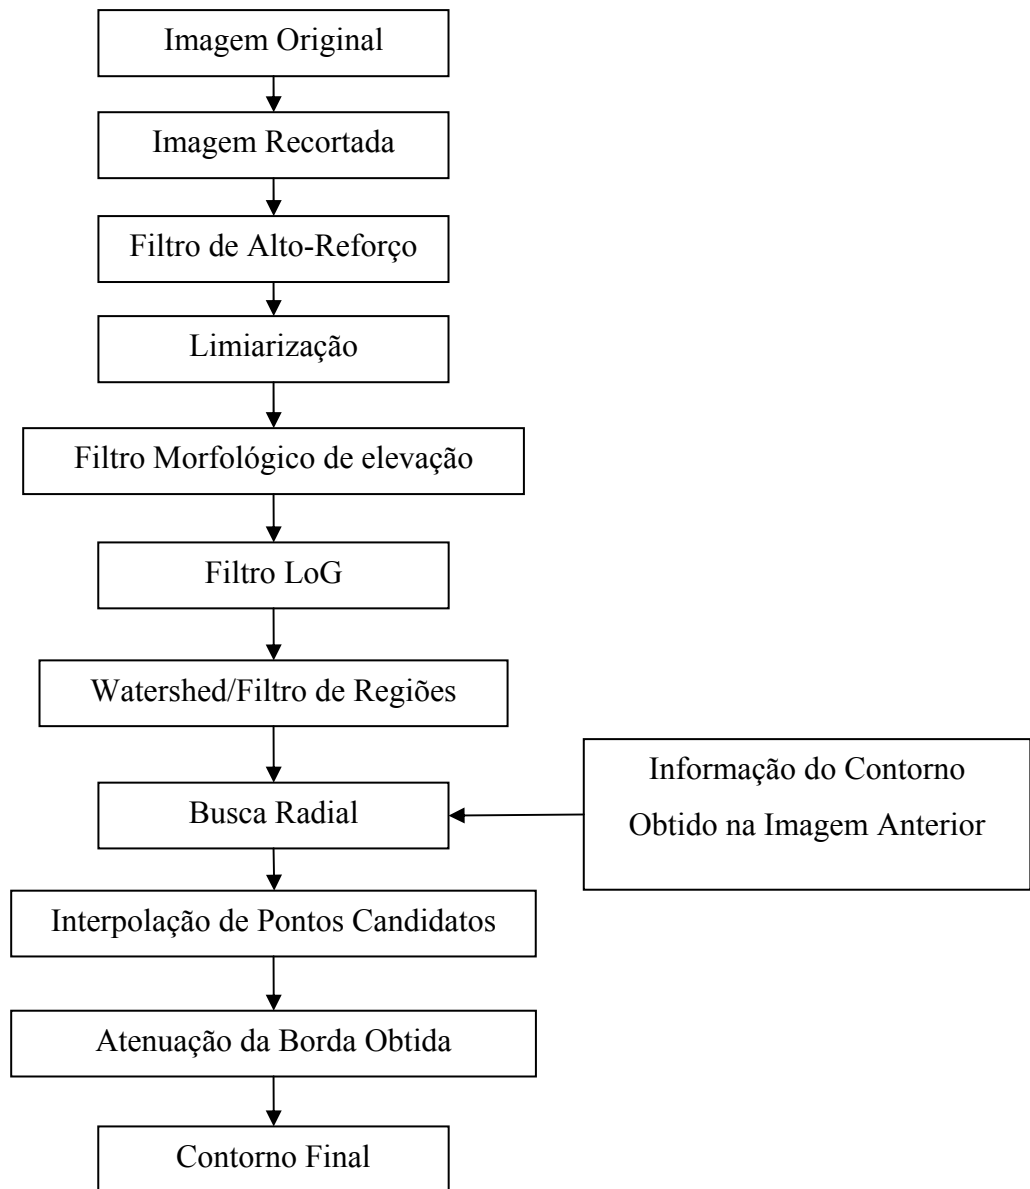 Imagem Original
Imagem Recortada
Filtro de Alto-Reforço
Limiarização
Filtro Morfológico de elevação
Filtro LoG
Watershed/Filtro de Regiões
Busca Radial
Informação do Contorno
Obtido na Imagem Anterior
Interpolação de Pontos Candidatos
Atenuação da Borda Obtida
Contorno Final